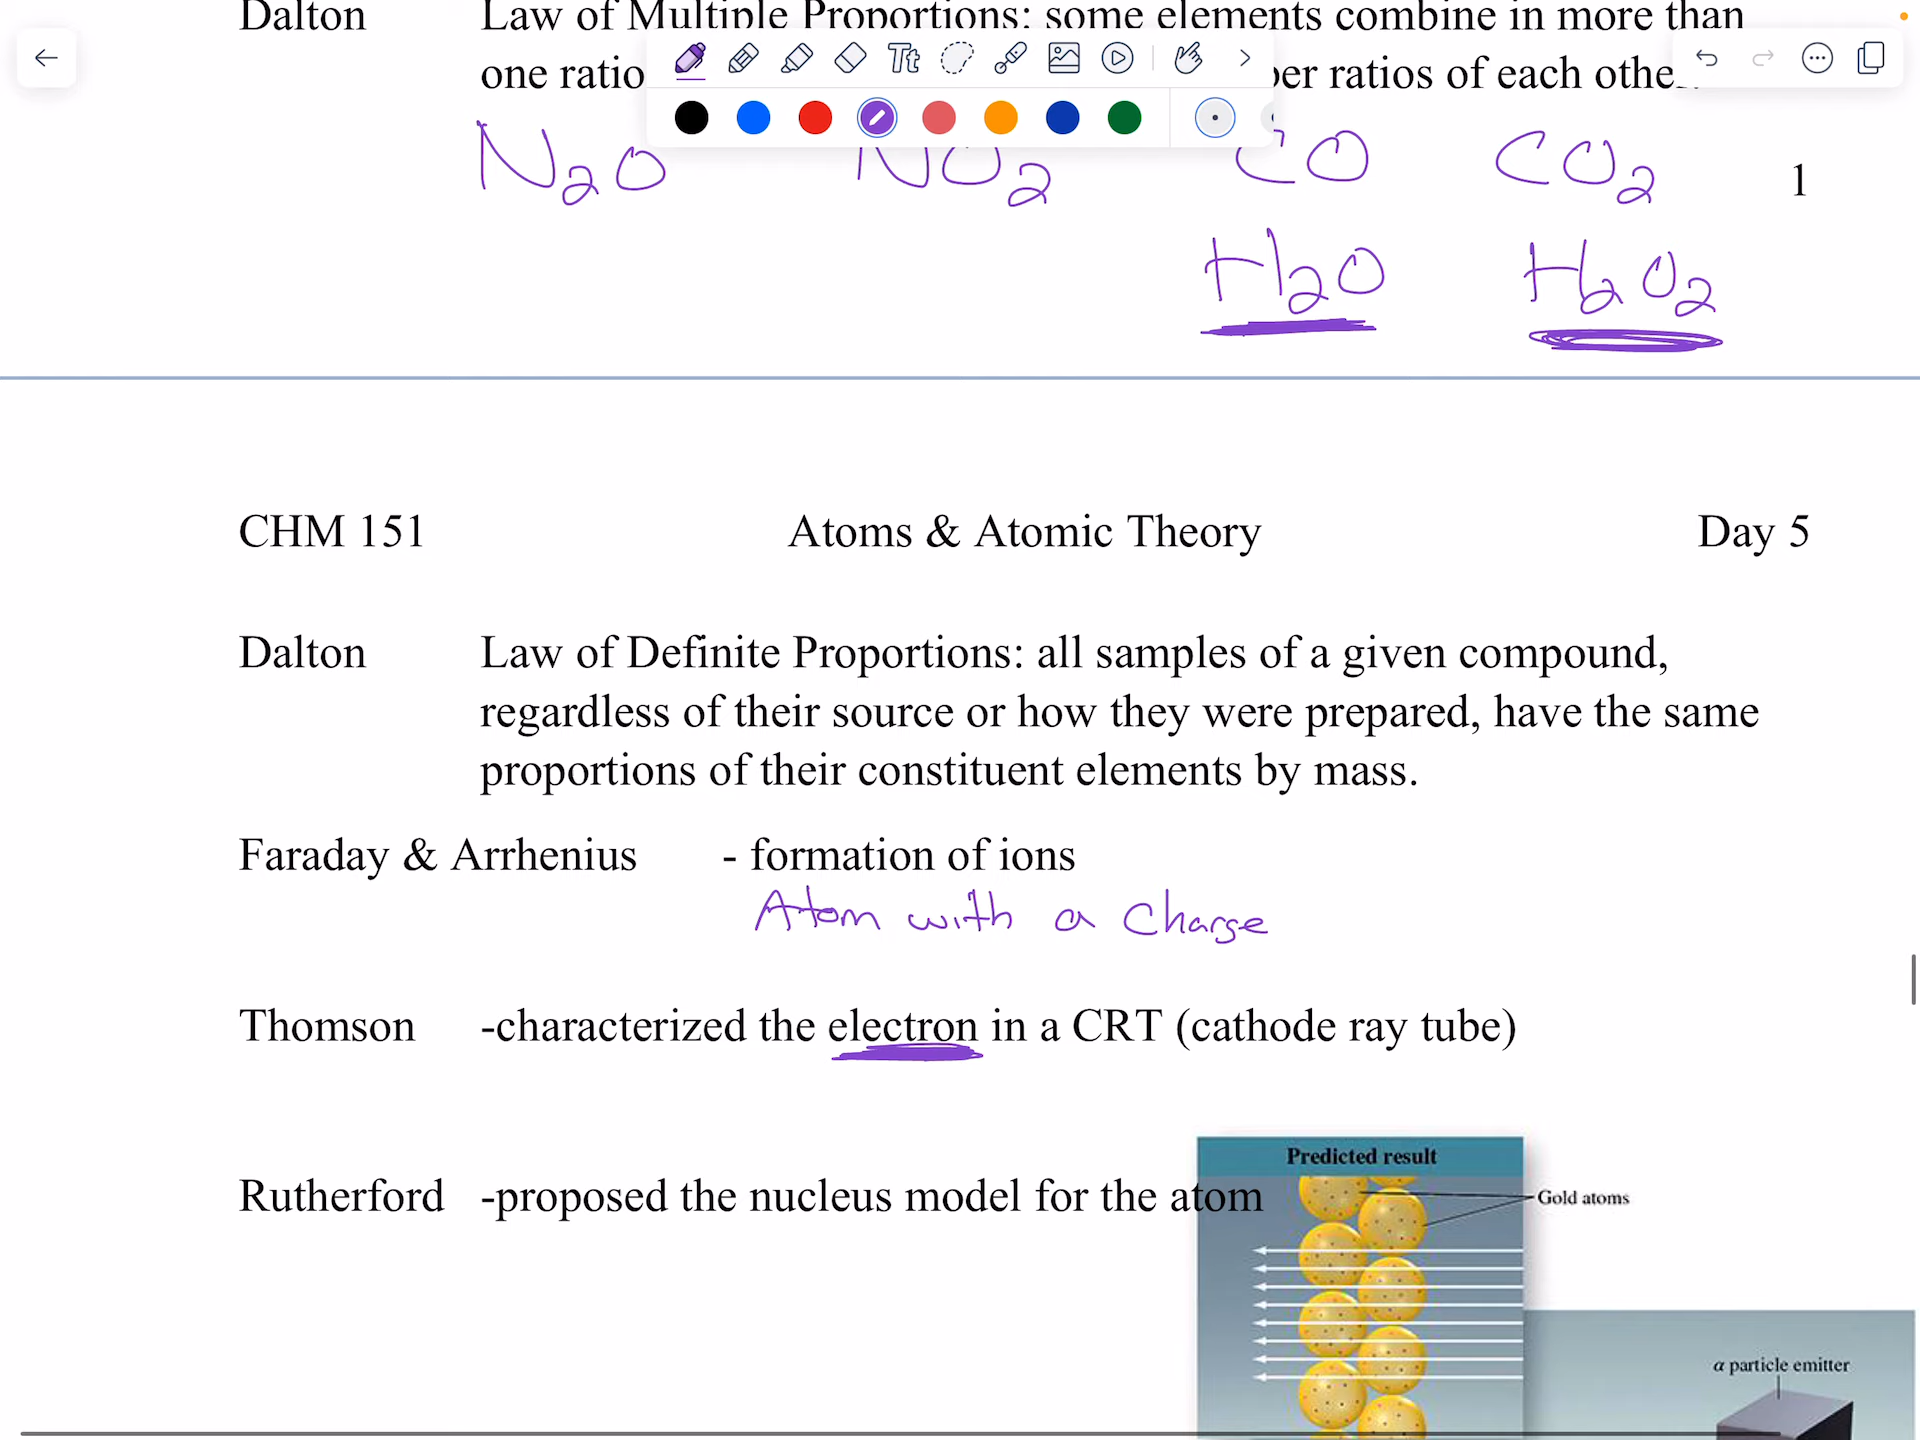 Dalton Law of Multiple Proportions: some elements combine in more than
one ratio per ratios of each other.
N₂O NO₂ CO CO₂ 1
H₂O H₂O₂
CHM 151 Atoms & Atomic Theory Day 5
Dalton Law of Definite Proportions: all samples of a given compound,
regardless of their source or how they were prepared, have the same
proportions of their constituent elements by mass.
Faraday & Arrhenius - formation of ions
Atom with a charge
Thomson -characterized the electron in a CRT (cathode ray tube)
Predicted result
Rutherford -proposed the nucleus model for the atom
Gold atoms
α particle emitter